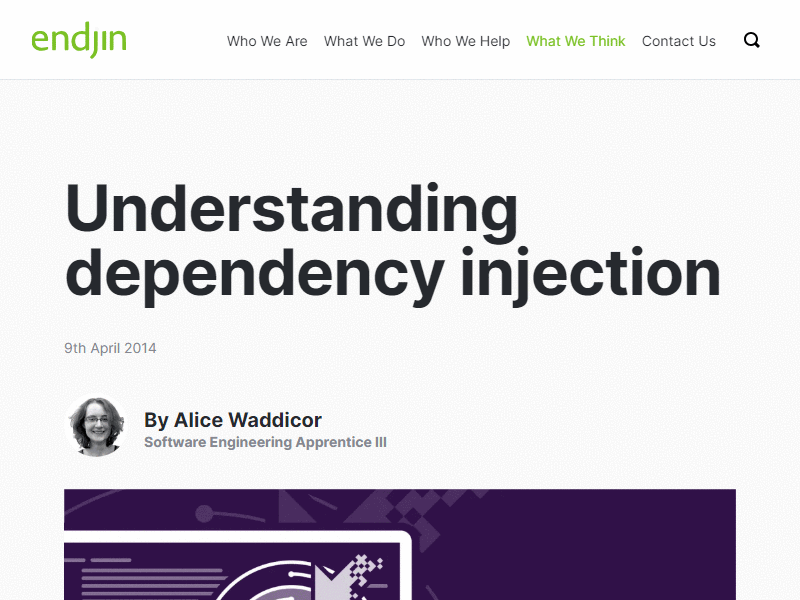 endjin
Who We Are What We Do Who We Help What We Think Contact Us
Understanding
dependency injection
9th April 2014
By Alice Waddicor
Software Engineering Apprentice III